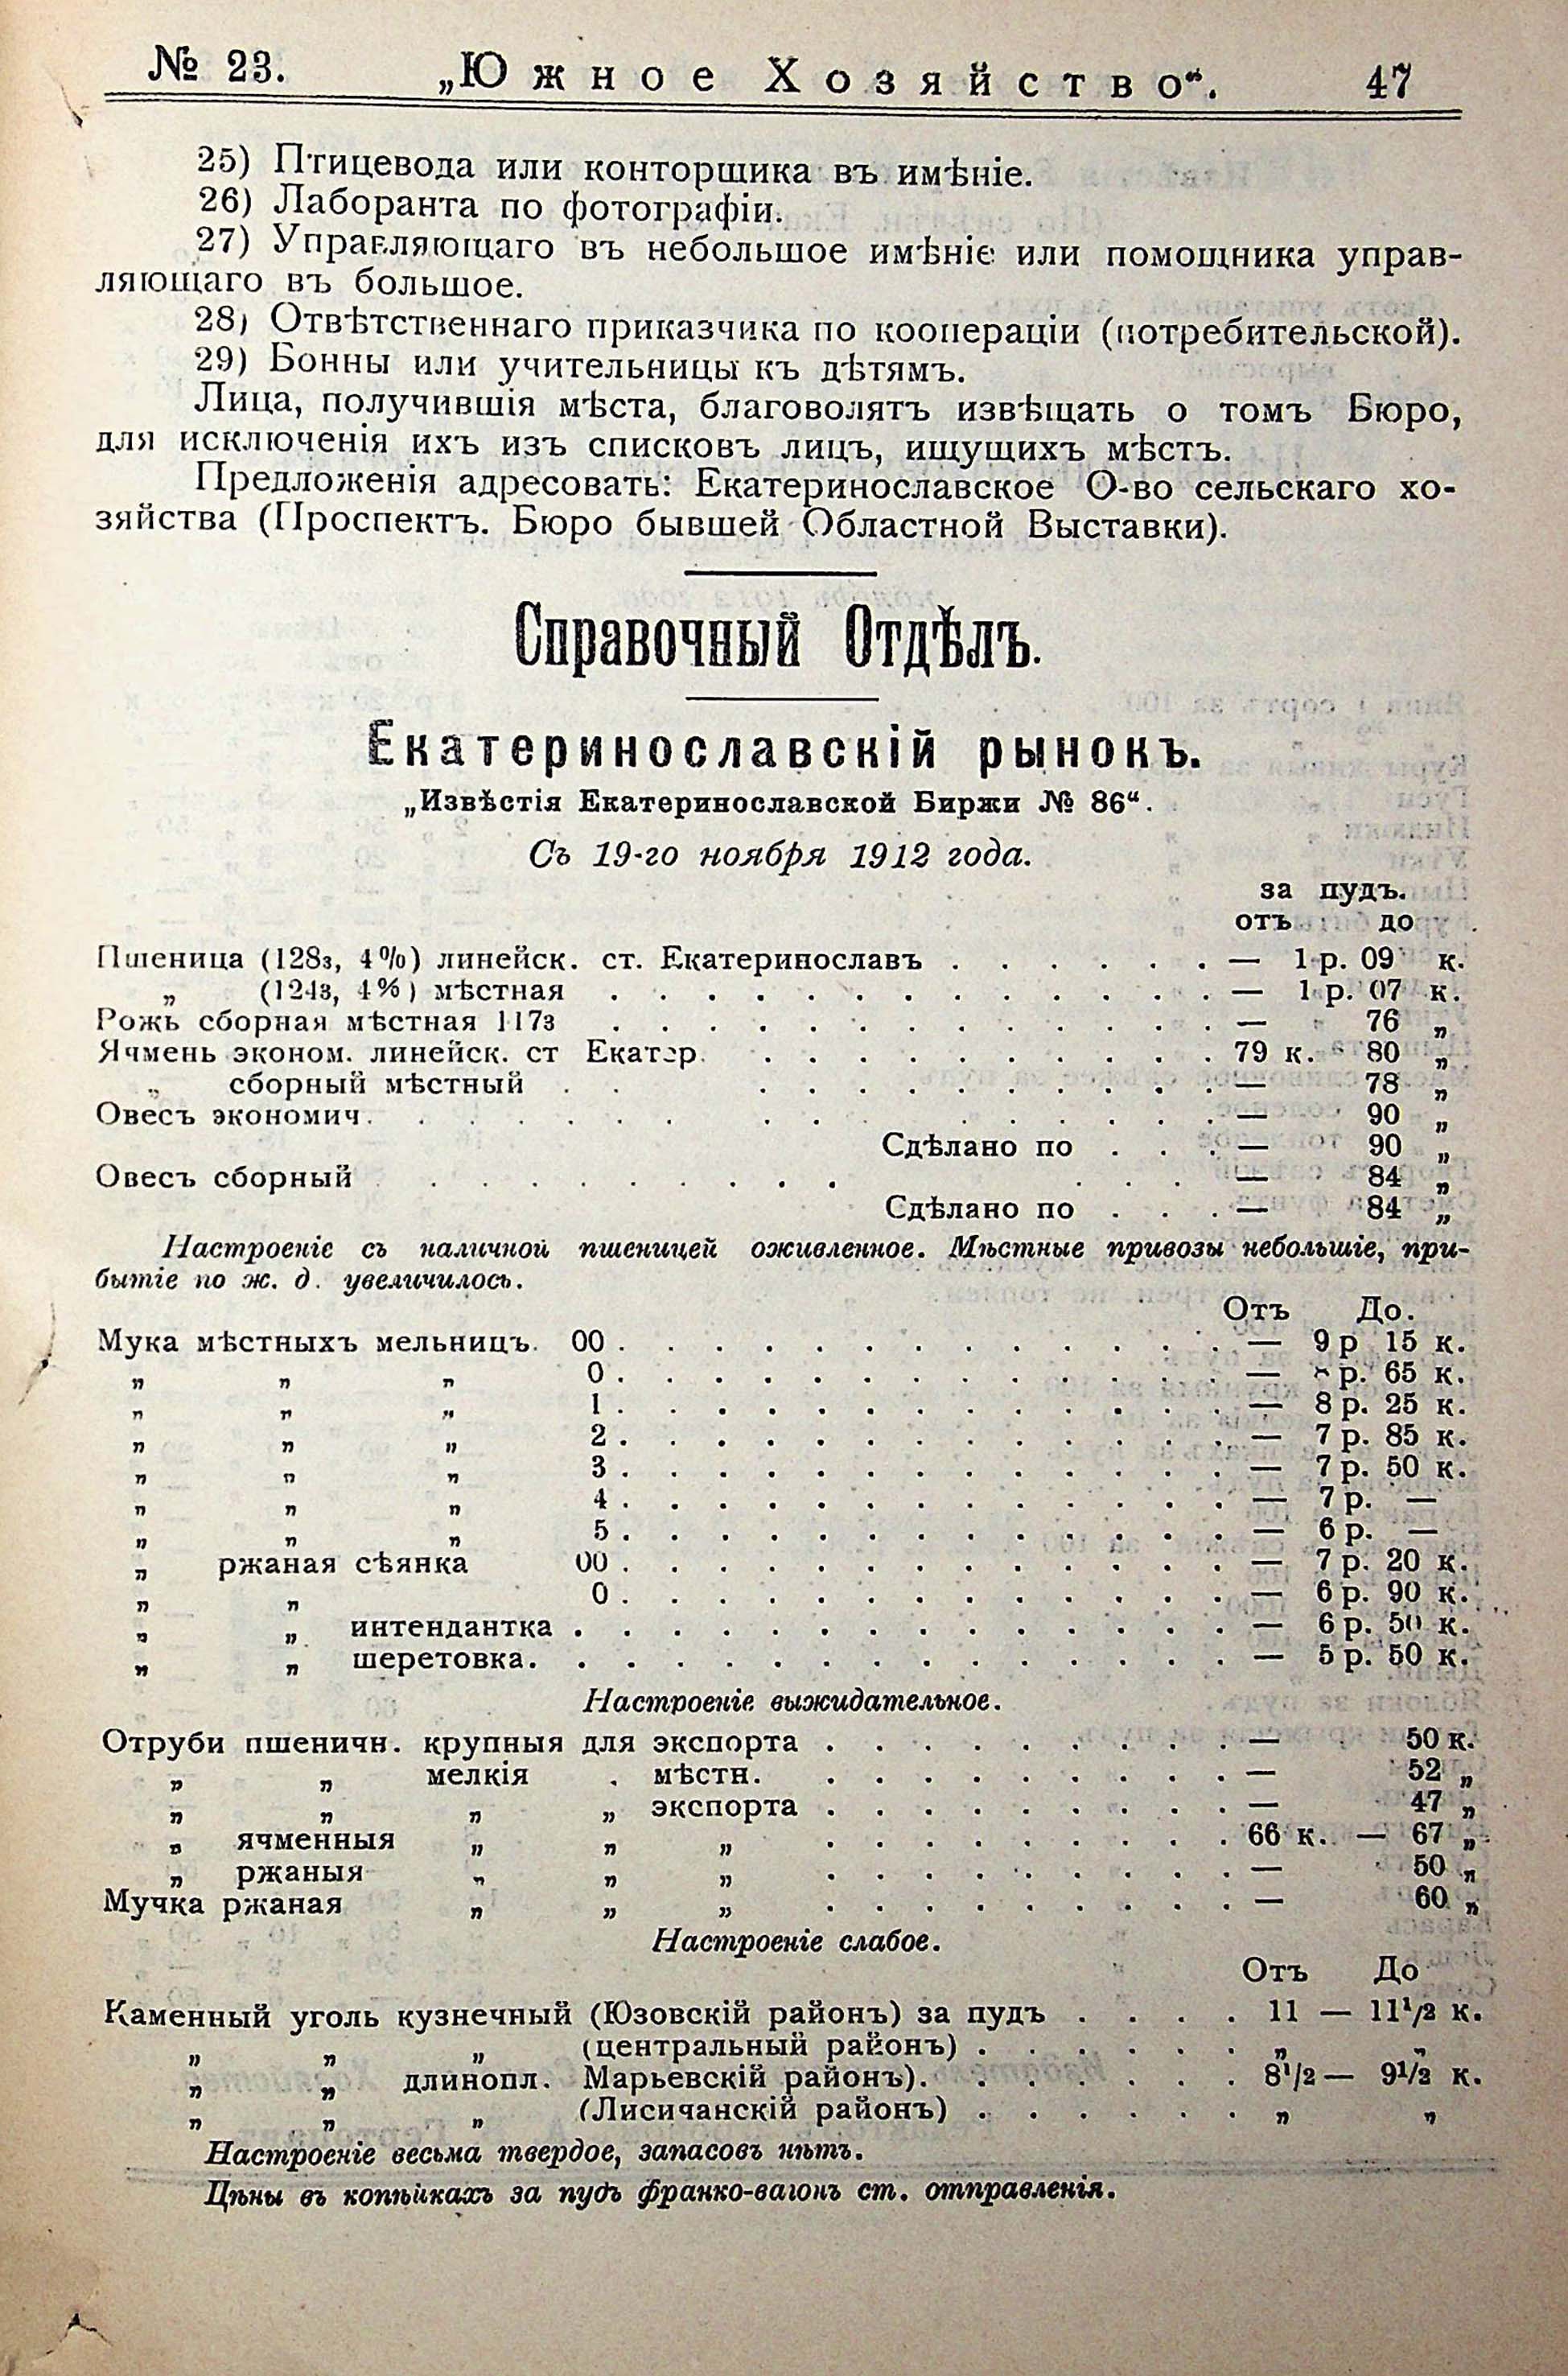 № 23. „Южное Хозяйство“. 47
25) Птицевода или конторщика въ имѣніе.
26) Лаборанта по фотографіи.
27) Управляющаго въ небольшое имѣніе или помощника управ-
ляющаго въ большое.
28) Отвѣтственнаго приказчика по коопераціи (потребительской).
29) Бонны или учительницы къ дѣтямъ.
Лица, получившія мѣста, благоволятъ извѣщать о томъ Бюро,
для исключенія ихъ изъ списковъ лицъ, ищущихъ мѣстъ.
Предложенія адресовать: Екатеринославское О-во сельскаго хо-
зяйства (Проспектъ. Бюро бывшей Областной Выставки).
Справочный Отдѣлъ.
Екатеринославскій рынокъ.
„Извѣстія Екатеринославской Биржи № 86“.
Съ 19-го ноября 1912 года.
за пудъ.
отъ до
Пшеница (128з, 4%) линейск. ст. Екатеринославъ . . . . . . — 1 р. 09 к.
„ (124з, 4%) мѣстная . . . . . . . . . . . . . — 1 р. 07 к.
Рожь сборная мѣстная 117з . . . . . . . . . . . . . — 76 „
Ячмень эконом. линейск. ст Екатер. . . . . . . . . . . 79 к. 80 „
„ сборный мѣстный . . . . . . . . . . . . — 78 „
Овесъ экономич. . . . . . . . . . . . . . . — 90 „
Сдѣлано по . . . — 90 „
Овесъ сборный . . . . . . . . . . . . — 84 „
Сдѣлано по . . . — 84 „
Настроеніе съ наличной пшеницей оживленное. Мѣстные привозы небольшіе, при-
бытіе по ж. д. увеличилось.
Отъ До.
Мука мѣстныхъ мельницъ. 00 . . . . . . . . . . . . . — 9 р 15 к.
„ „ „ 0 . . . . . . . . . . . . . — р. 65 к.
„ „ „ 1 . . . . . . . . . . . . . — 8 р. 25 к.
„ „ „ 2 . . . . . . . . . . . . . — 7 р. 85 к.
„ „ „ 3 . . . . . . . . . . . . . — 7 р. 50 к.
„ „ „ 4 . . . . . . . . . . . . . — 7 р. —
„ „ „ 5 . . . . . . . . . . . . . — 6 р. —
„ ржаная сѣянка 00 . . . . . . . . . . . . . — 7 р. 20 к.
„ „ 0 . . . . . . . . . . . . . — 6 р. 90 к.
„ „ интендантка . . . . . . . . . . . . . . — 6 р. 50 к.
„ „ шеретовка. . . . . . . . . . . . . . . — 5 р. 50 к.
Настроеніе выжидательное.
Отруби пшеничн. крупныя для экспорта . . . . . . . . . — 50 к.
„ „ мелкія „ мѣстн. . . . . . . . . . — 52 „
„ „ „ „ экспорта . . . . . . . . . — 47 „
„ ячменныя „ „ „ . . . . . . . . . 66 к. — 67 „
„ ржаныя „ „ „ . . . . . . . . . — 50 „
Мучка ржаная „ „ „ . . . . . . . . . — 60 „
Настроеніе слабое.
Отъ До
Каменный уголь кузнечный (Юзовскій районъ) за пудъ . . . . 11 — 11½ к.
„ „ „ (центральный районъ) . . . . . . „ „
„ „ длинопл. Марьевскій районъ). . . . . . . 8½ — 9½ к.
„ „ „ (Лисичанскій районъ) . . . . . . „ „
Настроеніе весьма твердое, запасовъ нѣтъ.
Цѣны въ копѣйкахъ за пудъ франко-вагонъ ст. отправленія.